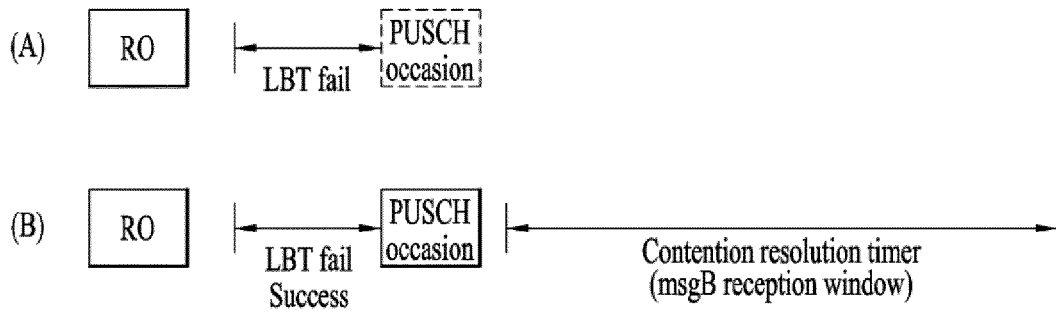 (A)
RO
LBT fail
PUSCH
occasion
(B)
RO
LBT fail
Success
PUSCH
occasion
Contention resolution timer
(msgB reception window)